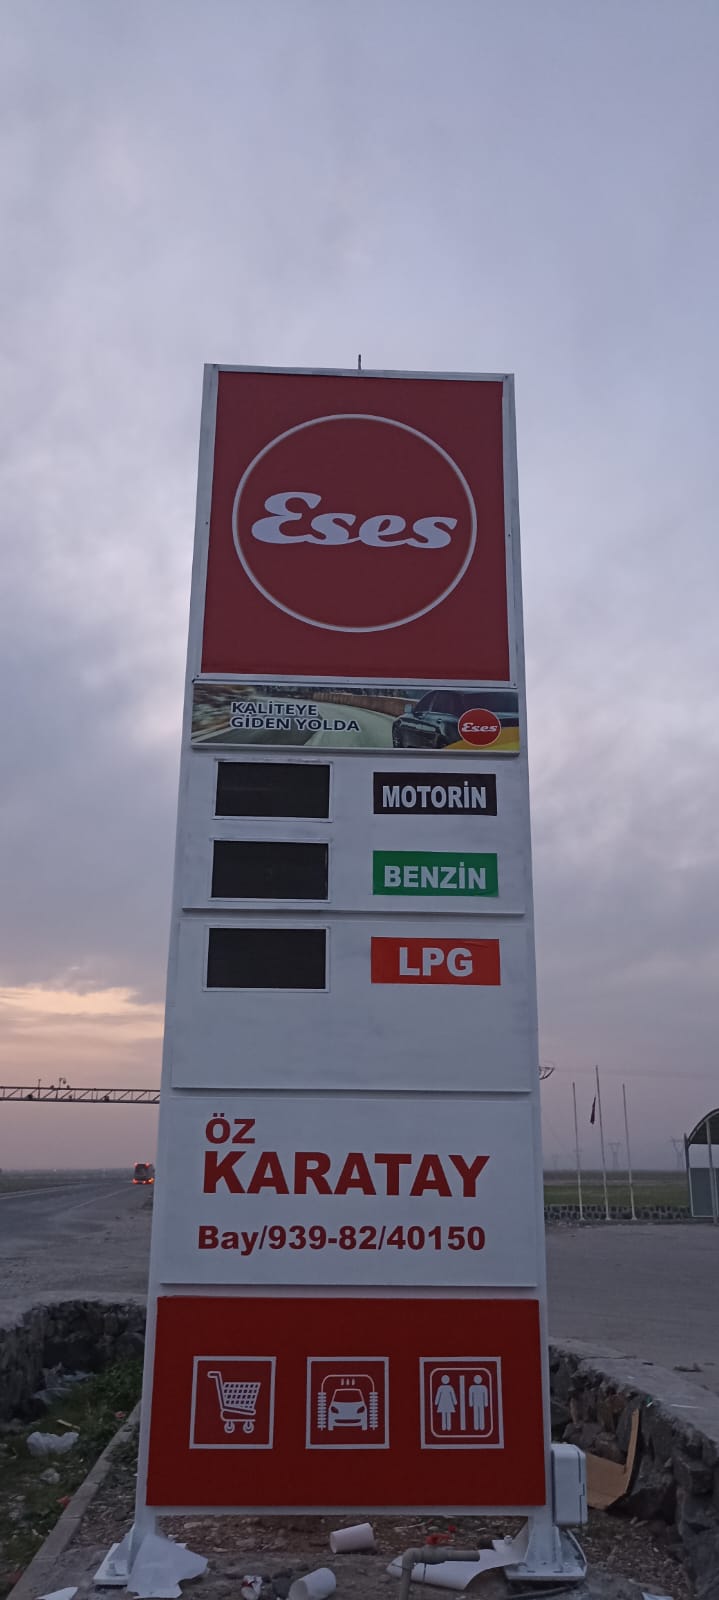 Eses
KALİTEYE
GİDEN YOLDA
Eses
MOTORİN
BENZİN
LPG
ÖZ
KARATAY
Bay/939-82/40150